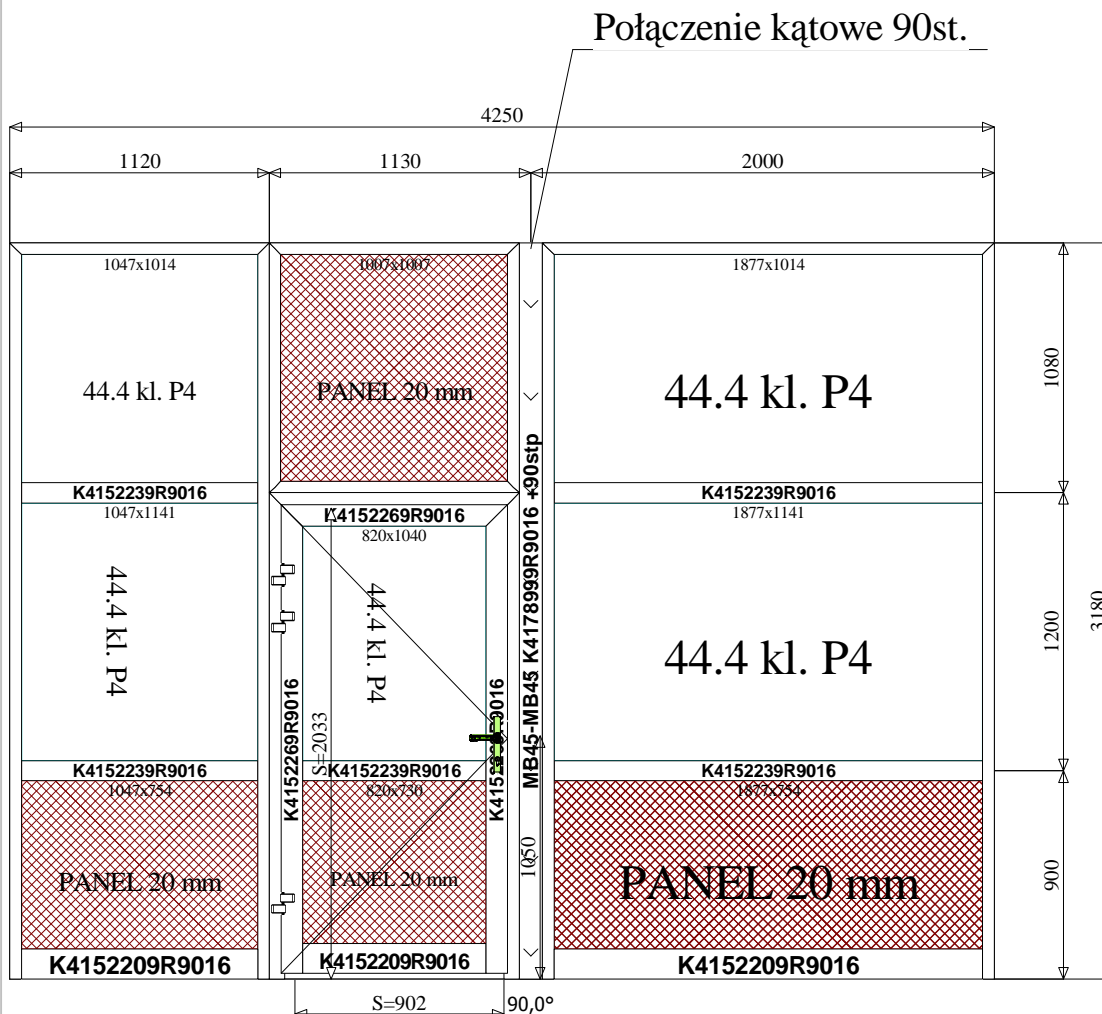 Połączenie kątowe 90st.
4250
1120
1130
2000
1047x1014
1007x1007
1877x1014
44.4 kl. P4
PANEL 20 mm
44.4 kl. P4
1080
K4152239R9016
K4152239R9016
1047x1141
K4152269R9016
1877x1141
820x1040
44.4 kl. P4
44.4 kl. P4
44.4 kl. P4
1200
3180
K4152269R9016
S=2033
MB45-MB45 K4178999R9016 +90stp
K4152239R9016
K4152239R9016
K4152239R9016
1047x754
820x730
1877x754
1050
PANEL 20 mm
PANEL 20 mm
PANEL 20 mm
900
K4152209R9016
K4152209R9016
K4152209R9016
S=902
90,0°